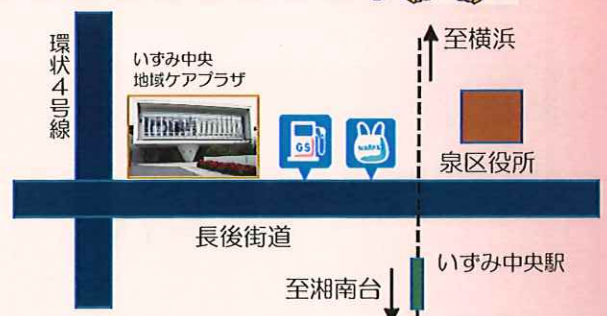 環状4号線
いずみ中央
地域ケアプラザ
GS
至横浜
泉区役所
長後街道
いずみ中央駅
至湘南台